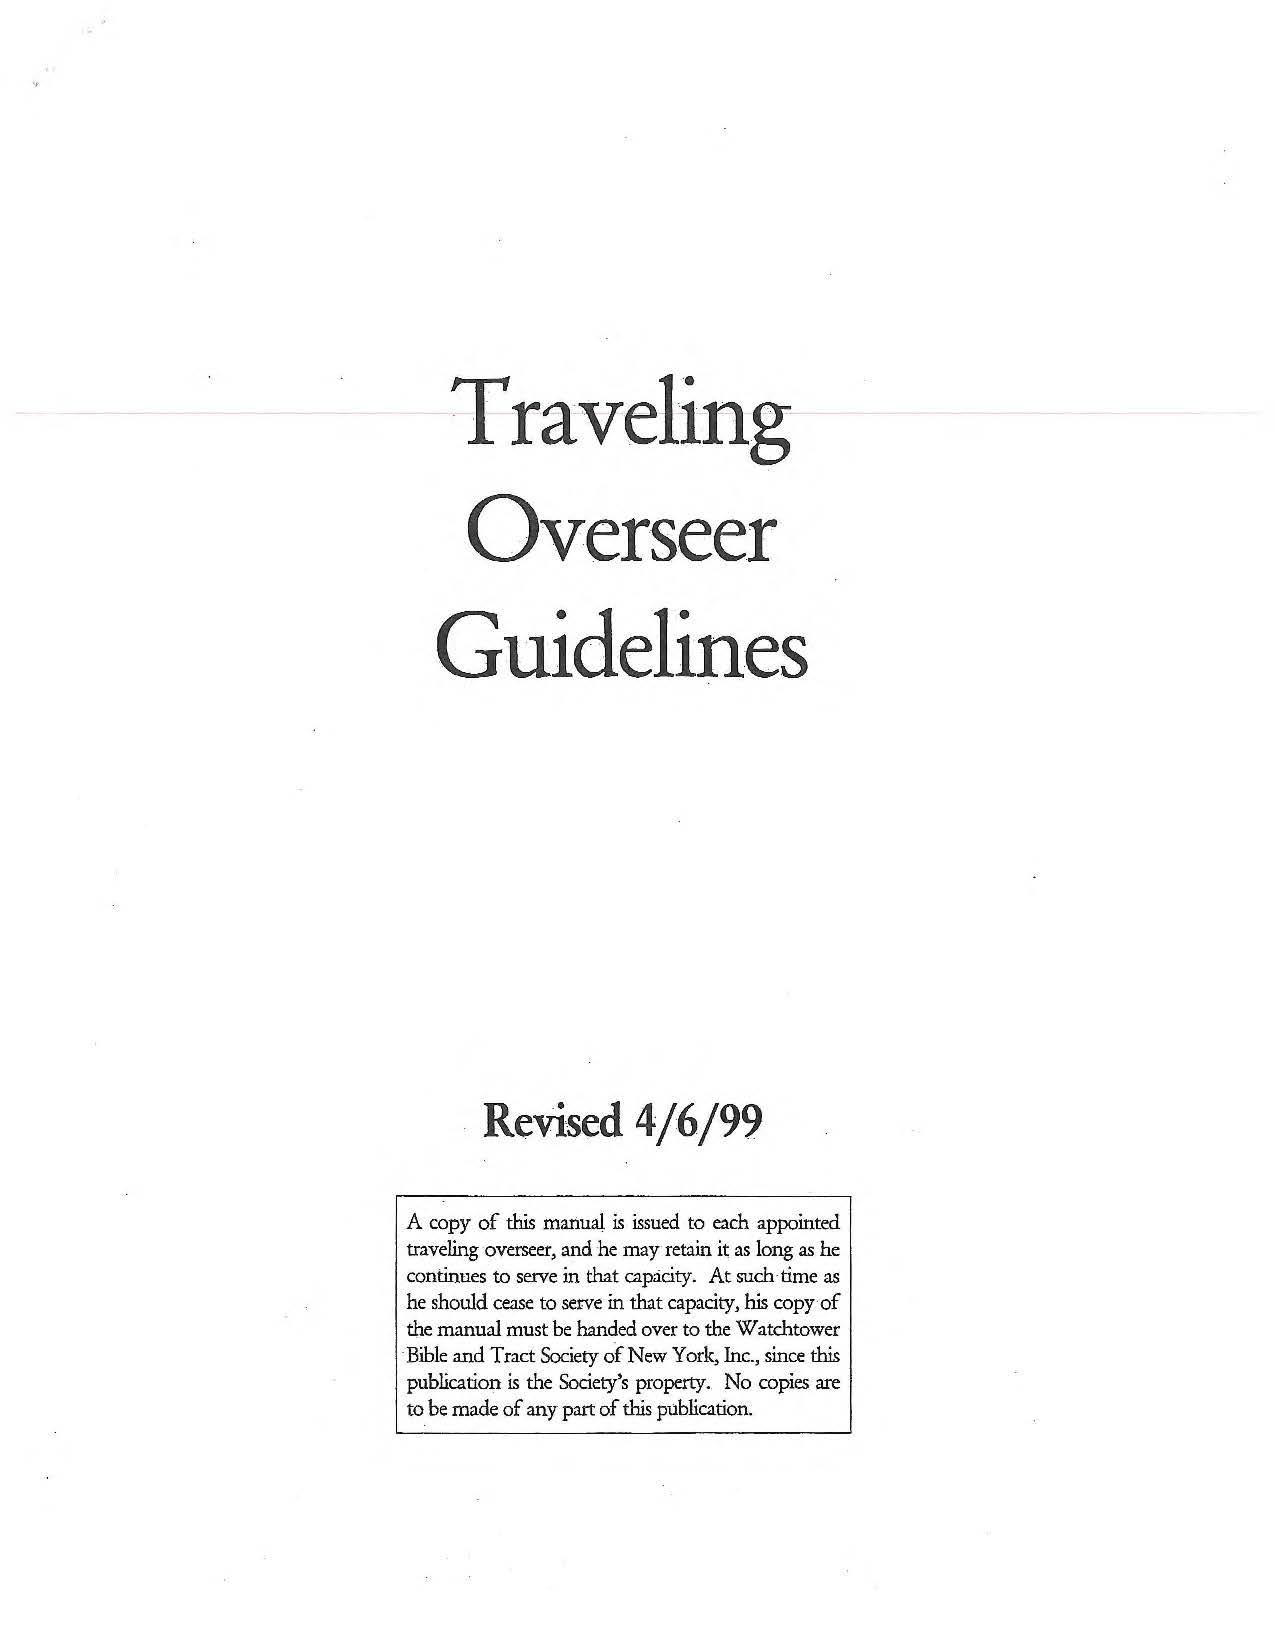 Traveling
Overseer
Guidelines
Revised 4/6/99
A copy of this manual is issued to each appointed
traveling overseer, and he may retain it as long as he
continues to serve in that capacity. At such time as
he should cease to serve in that capacity, his copy of
the manual must be handed over to the Watchtower
Bible and Tract Society of New York, Inc., since this
publication is the Society's property. No copies are
to be made of any part of this publication.